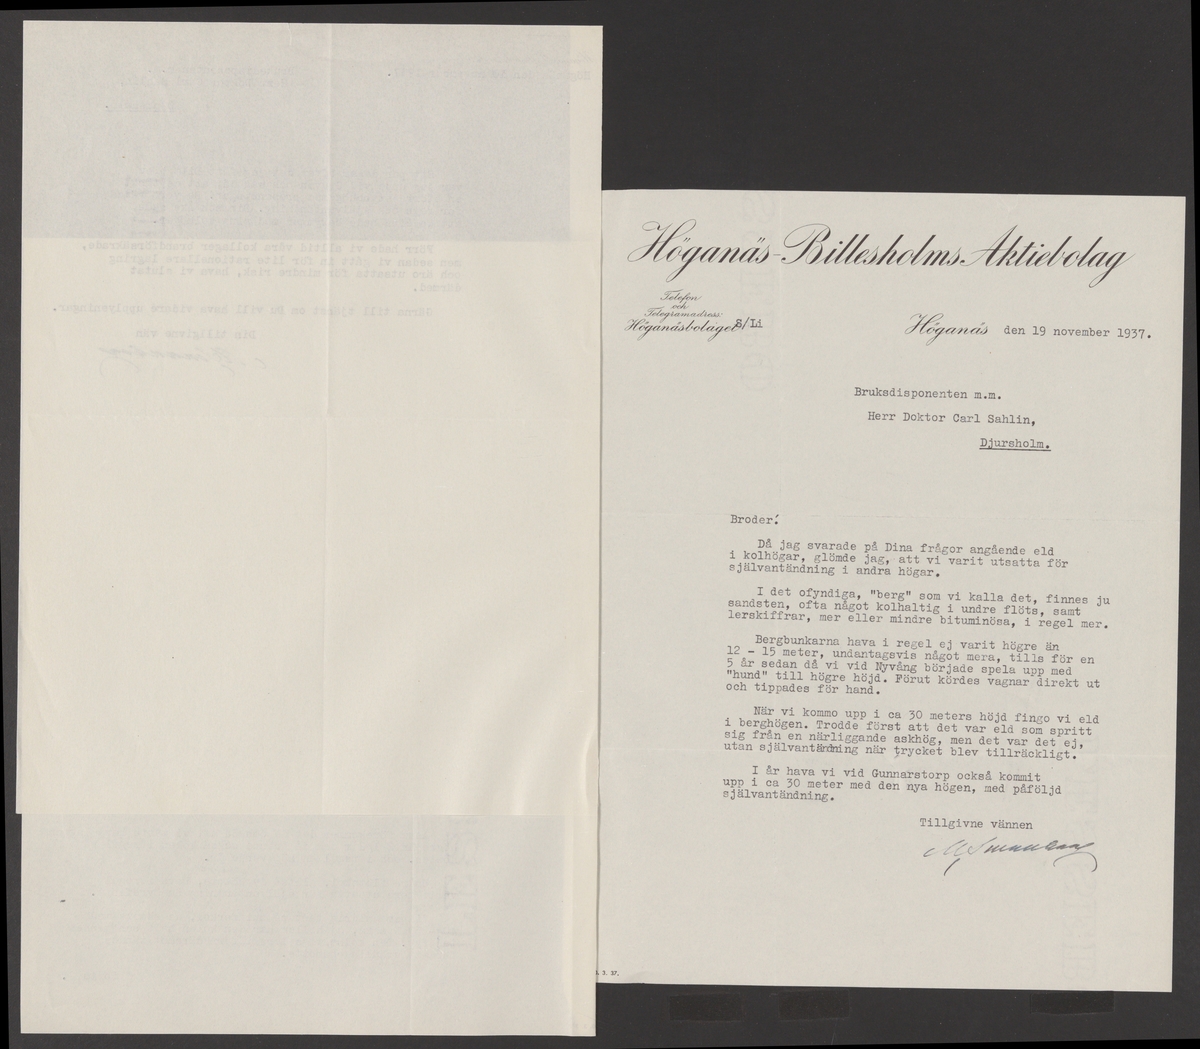 Höganäs-Billesholms Aktiebolag
Telefon
och
Telegramadress:
Höganäsbolaget
S/Li
Höganäs den 19 november 1937.
Bruksdisponenten m.m.
Herr Doktor Carl Sahlin,
Djursholm.
Broder!
Då jag svarade på Dina frågor angående eld
i kolhögar, glömde jag, att vi varit utsatta för
självantändning i andra högar.
I det ofyndiga, "berg" som vi kalla det, finnes ju
sandsten, ofta något kolhaltig i undre flöts, samt
lerskiffrar, mer eller mindre bituminösa, i regel mer.
Bergbunkarna hava i regel ej varit högre än
12 - 15 meter, undantagsvis något mera, tills för en
5 år sedan då vi vid Nyvång började spela upp med
"hund" till högre höjd. Förut kördes vagnar direkt ut
och tippades för hand.
När vi kommo upp i ca 30 meters höjd fingo vi eld
i berghögen. Trodde först att det var eld som spritt
sig från en närliggande askhög, men det var det ej,
utan självantändning när trycket blev tillräckligt.
I år hava vi vid Gunnarstorp också kommit
upp i ca 30 meter med den nya högen, med påföljd
självantändning.
Tillgivne vännen
3. 37.